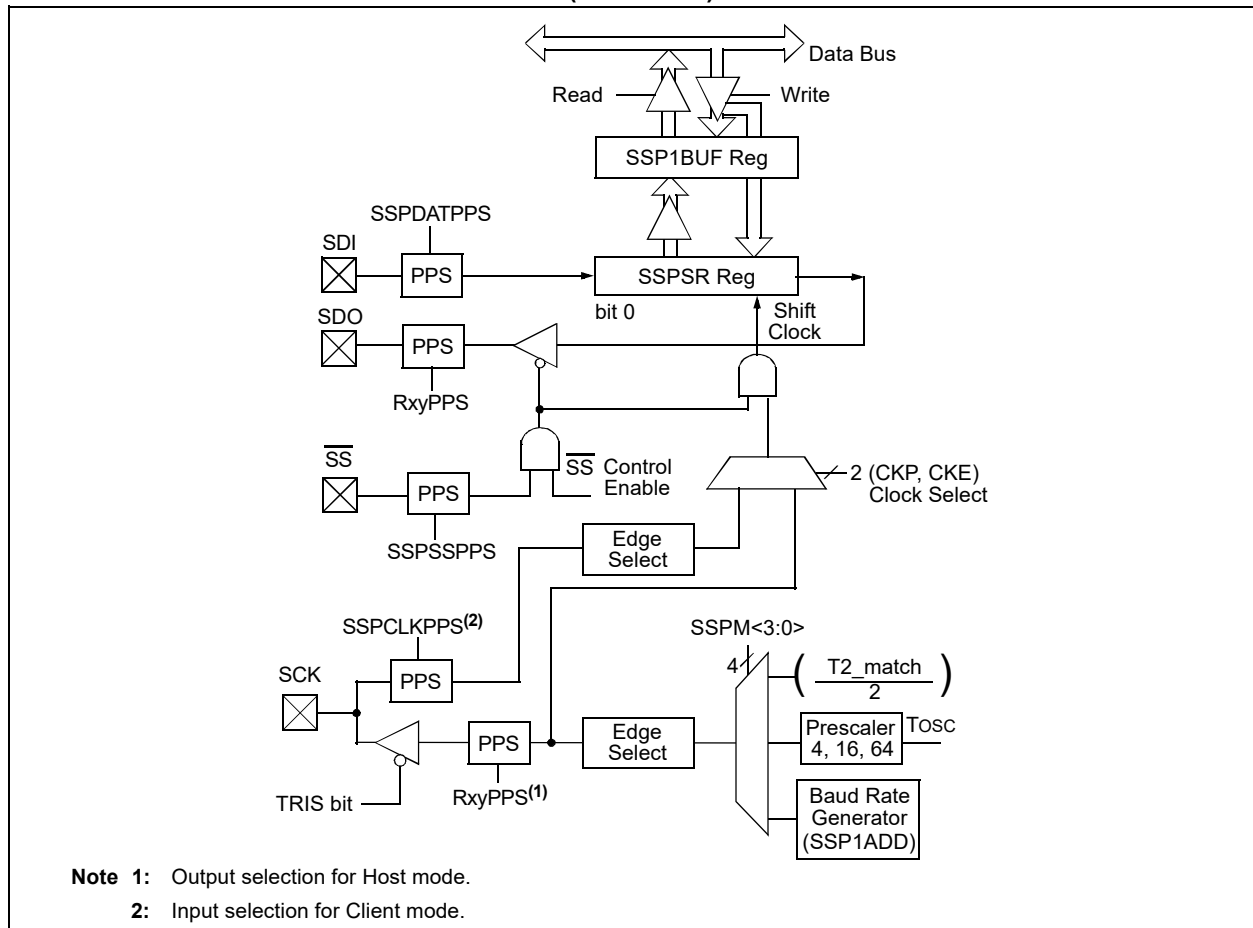 Data Bus
Read
Write
SSP1BUF Reg
SSPDATPPS
SDI
PPS
SSPSR Reg
bit 0
Shift
Clock
SDO
PPS
RxyPPS
SS
PPS
SS Control
Enable
2 (CKP, CKE)
Clock Select
SSPSSPPS
Edge
Select
SSPCLKPPS(2)
SSPM<3:0>
4
SCK
PPS
( T2_match )
2
PPS
Edge
Select
Prescaler
4, 16, 64
TOSC
TRIS bit
RxyPPS(1)
Baud Rate
Generator
(SSP1ADD)
Note 1: Output selection for Host mode.
2: Input selection for Client mode.